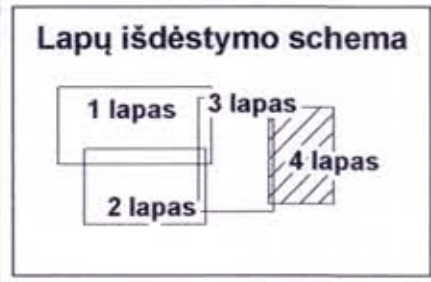 Lapų išdėstymo schema
1 lapas
3 lapas
4 lapas
2 lapas